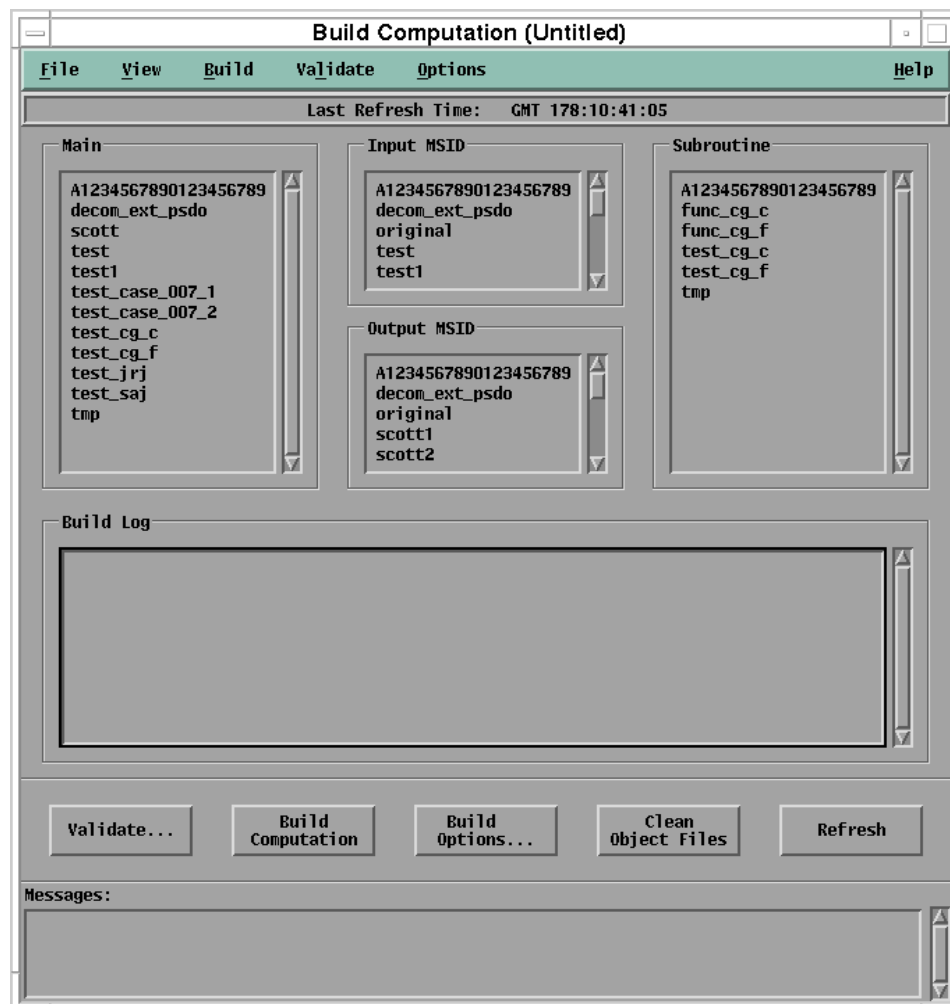 Build Computation (Untitled)
File View Build Validate Options Help
Last Refresh Time: GMT 178:10:41:05
Main
A1234567890123456789
decom_ext_psdo
scott
test
test1
test_case_007_1
test_case_007_2
test_cg_c
test_cg_f
test_jrj
test_saj
tmp
Input MSID
A1234567890123456789
decom_ext_psdo
original
test
test1
Output MSID
A1234567890123456789
decom_ext_psdo
original
scott1
scott2
Subroutine
A1234567890123456789
func_cg_c
func_cg_f
test_cg_c
test_cg_f
tmp
Build Log
Validate...
Build
Computation
Build
Options...
Clean
Object Files
Refresh
Messages: